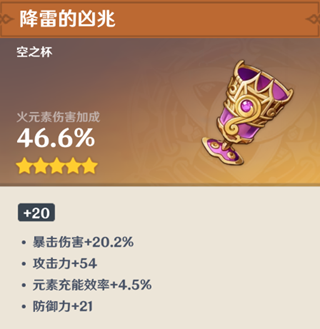 降雷的凶兆
空之杯
火元素伤害加成
46.6%
+20
• 暴击伤害+20.2%
• 攻击力+54
• 元素充能效率+4.5%
• 防御力+21